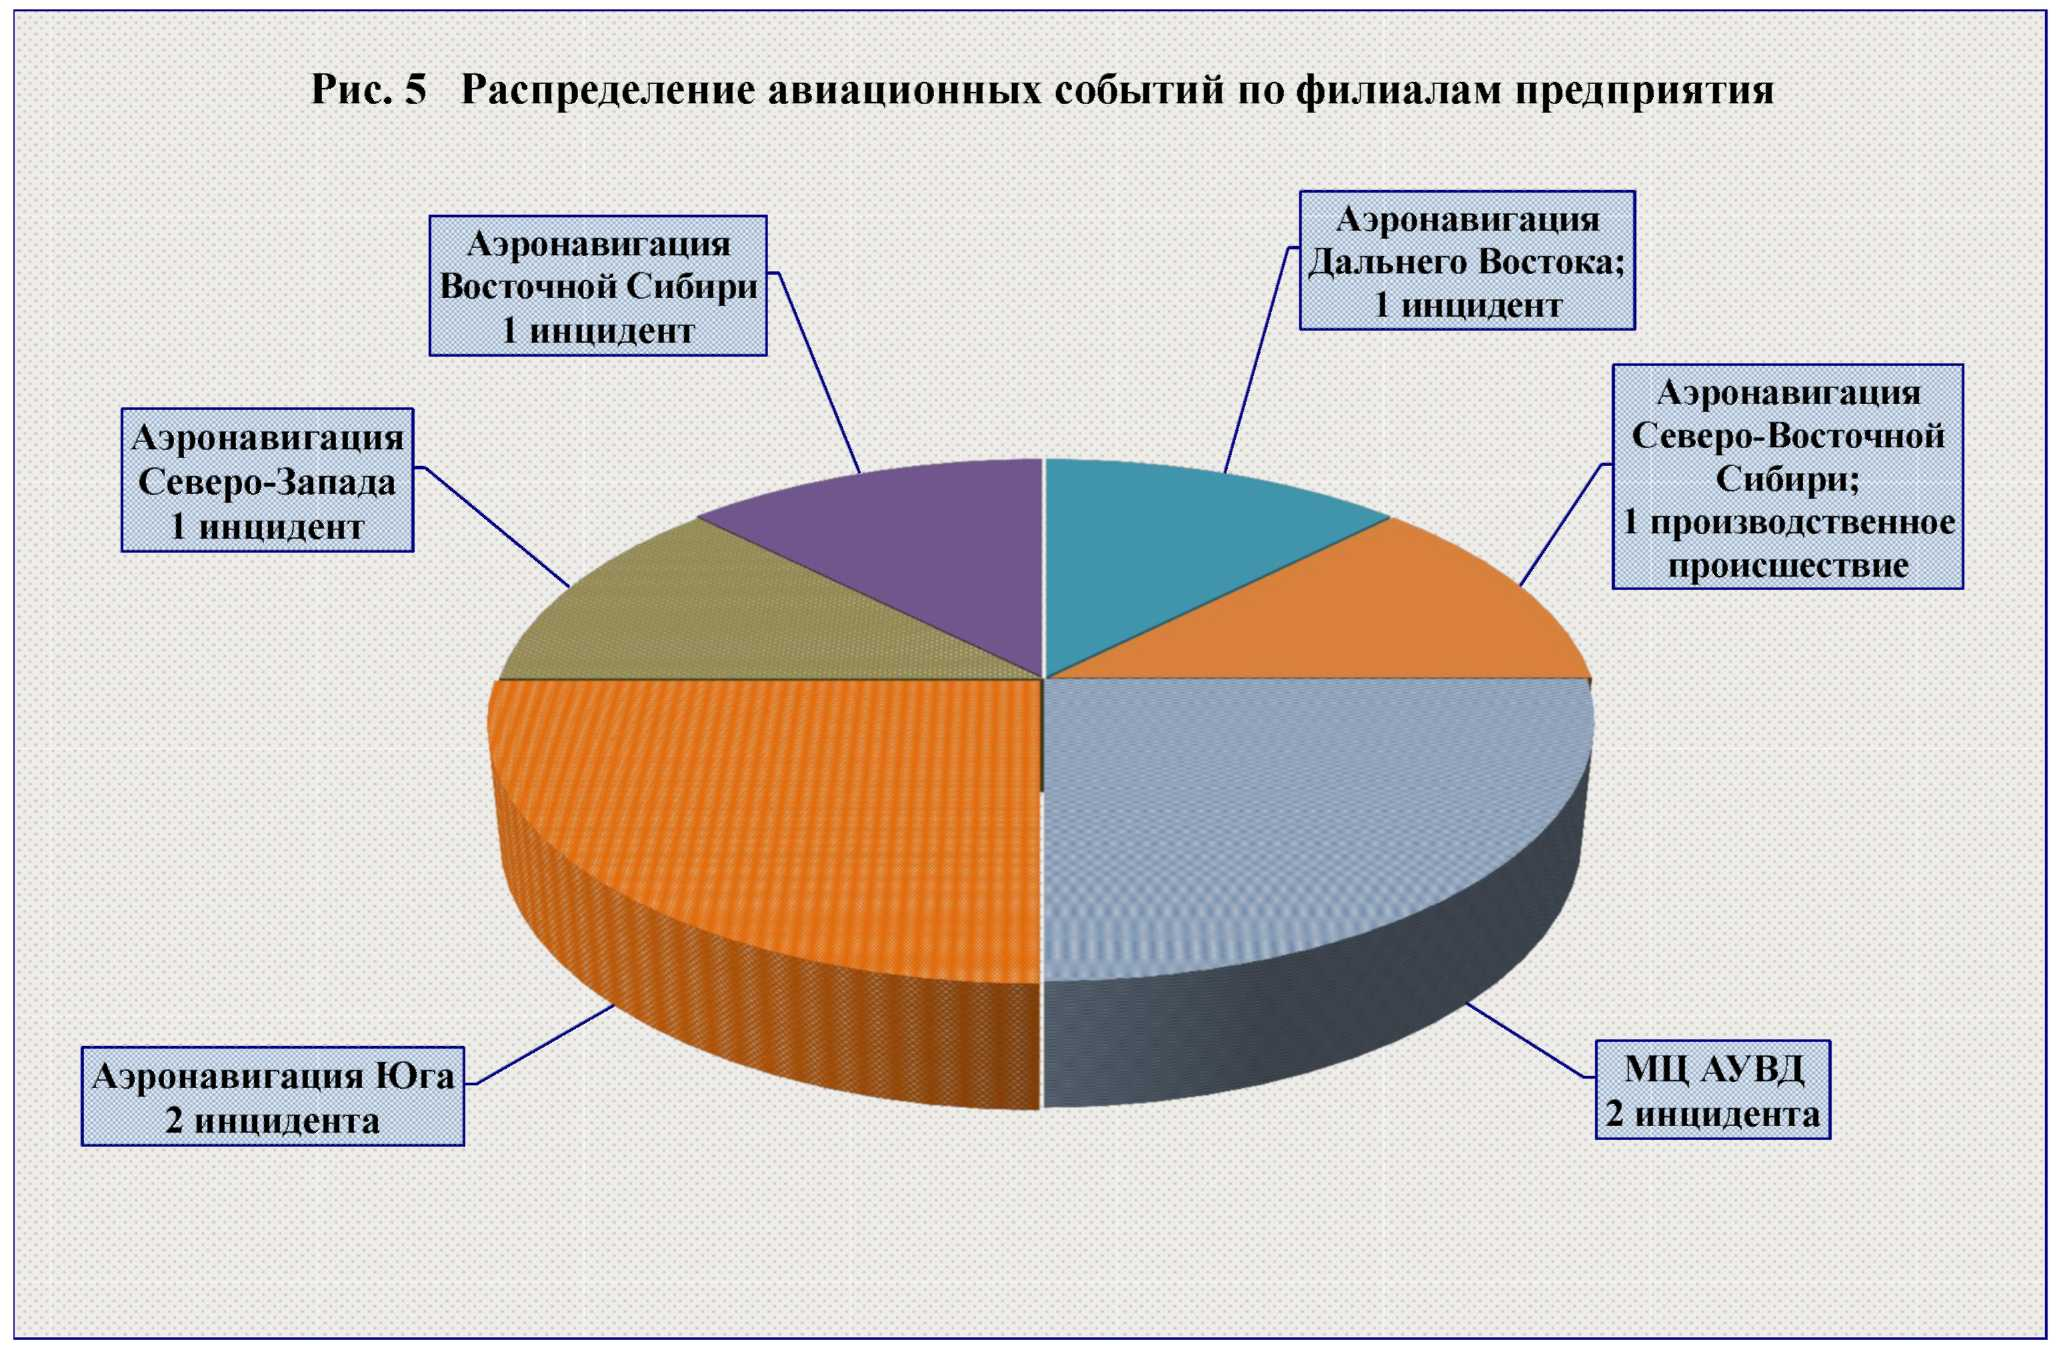 Рис. 5 Распределение авиационных событий по филиалам предприятия
Аэронавигация
Восточной Сибири
1 инцидент
Аэронавигация
Дальнего Востока;
1 инцидент
Аэронавигация
Северо-Запада
1 инцидент
Аэронавигация
Северо-Восточной
Сибири;
1 производственное
происшествие
Аэронавигация Юга
2 инцидента
МЦ АУВД
2 инцидента